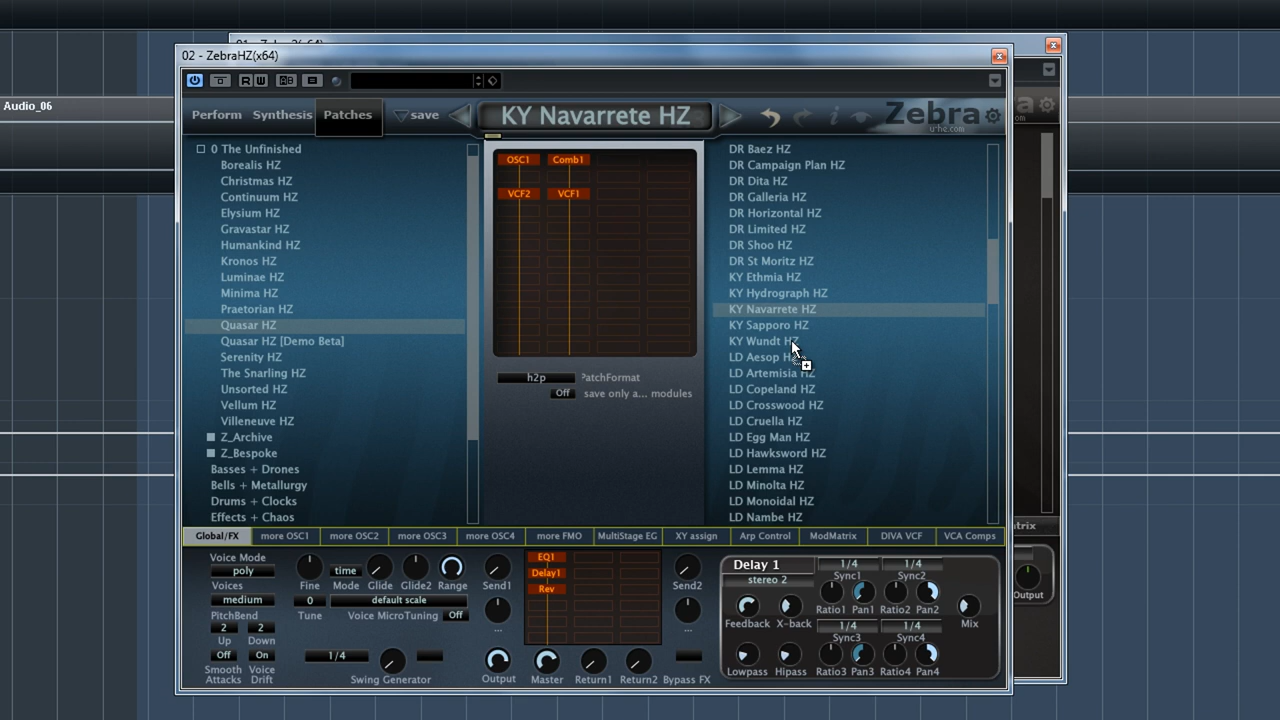 02 - ZebraHZ(x64)
Audio_06
R W
Perform Synthesis Patches save KY Navarrete HZ Zebra
u-he.com
0 The Unfinished
Borealis HZ
Christmas HZ
Continuum HZ
Elysium HZ
Gravastar HZ
Humankind HZ
Kronos HZ
Luminae HZ
Minima HZ
Praetorian HZ
Quasar HZ
Quasar HZ [Demo Beta]
Serenity HZ
The Snarling HZ
Unsorted HZ
Vellum HZ
Villeneuve HZ
Z_Archive
Z_Bespoke
Basses + Drones
Bells + Metallurgy
Drums + Clocks
Effects + Chaos
OSC1 Comb1
VCF2 VCF1
h2p PatchFormat
Off save only a... modules
DR Baez HZ
DR Campaign Plan HZ
DR Dita HZ
DR Galleria HZ
DR Horizontal HZ
DR Limited HZ
DR Shoo HZ
DR St Moritz HZ
KY Ethmia HZ
KY Hydrograph HZ
KY Navarrete HZ
KY Sapporo HZ
KY Wundt HZ
LD Aesop HZ
LD Artemisia HZ
LD Copeland HZ
LD Crosswood HZ
LD Cruella HZ
LD Egg Man HZ
LD Hawksword HZ
LD Lemma HZ
LD Minolta HZ
LD Monoidal HZ
LD Nambe HZ
Global/FX more OSC1 more OSC2 more OSC3 more OSC4 more FMO MultiStage EG XY assign Arp Control ModMatrix DIVA VCF VCA Comps
Voice Mode
poly
Voices
medium
PitchBend
2 2
Up Down
Off On
Smooth Voice
Attacks Drift
time
Fine Mode Glide Glide2 Range
0 default scale
Tune Voice MicroTuning Off
1/4
Swing Generator
Send1
...
Output
EQ1
Delay1
Rev
Master Return1 Return2 Bypass FX
Send2
...
Delay 1
stereo 2
1/4 1/4
Sync1 Sync2
Ratio1 Pan1 Ratio2 Pan2
Feedback X-back Mix
1/4 1/4
Sync3 Sync4
Lowpass Hipass Ratio3 Pan3 Ratio4 Pan4
Output